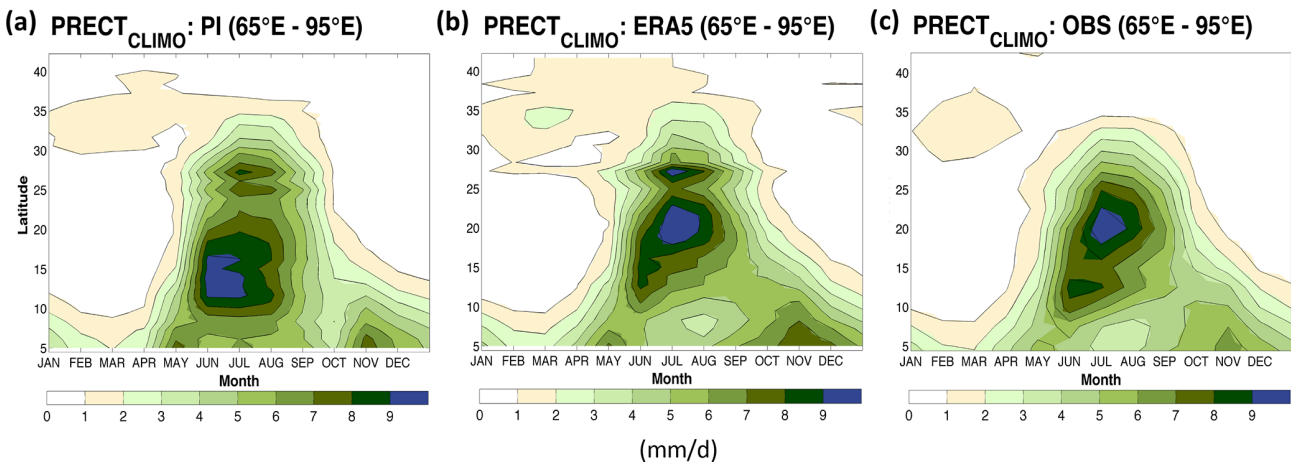 (a) PRECT_CLIMO: PI (65°E - 95°E)
40
35
30
25
20
15
10
5
Latitude
JAN FEB MAR APR MAY JUN JUL AUG SEP OCT NOV DEC
Month
0 1 2 3 4 5 6 7 8 9
(b) PRECT_CLIMO: ERA5 (65°E - 95°E)
40
35
30
25
20
15
10
5
JAN FEB MAR APR MAY JUN JUL AUG SEP OCT NOV DEC
Month
0 1 2 3 4 5 6 7 8 9
(mm/d)
(c) PRECT_CLIMO: OBS (65°E - 95°E)
40
35
30
25
20
15
10
5
JAN FEB MAR APR MAY JUN JUL AUG SEP OCT NOV DEC
Month
0 1 2 3 4 5 6 7 8 9